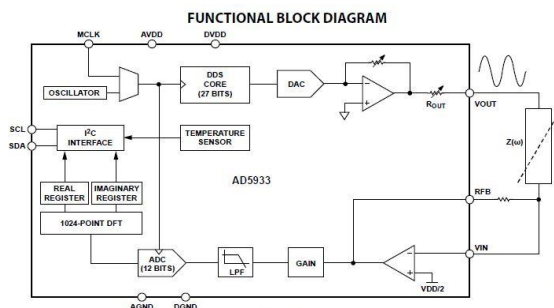 FUNCTIONAL BLOCK DIAGRAM
MCLK
AVDD
DVDD
OSCILLATOR
DDS
CORE
(27 BITS)
DAC
ROUT
VOUT
SCL
SDA
I2C
INTERFACE
TEMPERATURE
SENSOR
Z(ω)
REAL
REGISTER
IMAGINARY
REGISTER
AD5933
RFB
1024-POINT DFT
ADC
(12 BITS)
LPF
GAIN
VIN
VDD/2
AGND
DGND